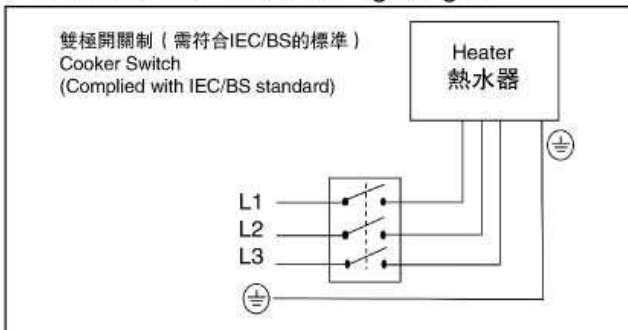 雙極開關制（需符合IEC/BS的標準）
Cooker Switch
(Complied with IEC/BS standard)
Heater
熱水器
L1
L2
L3